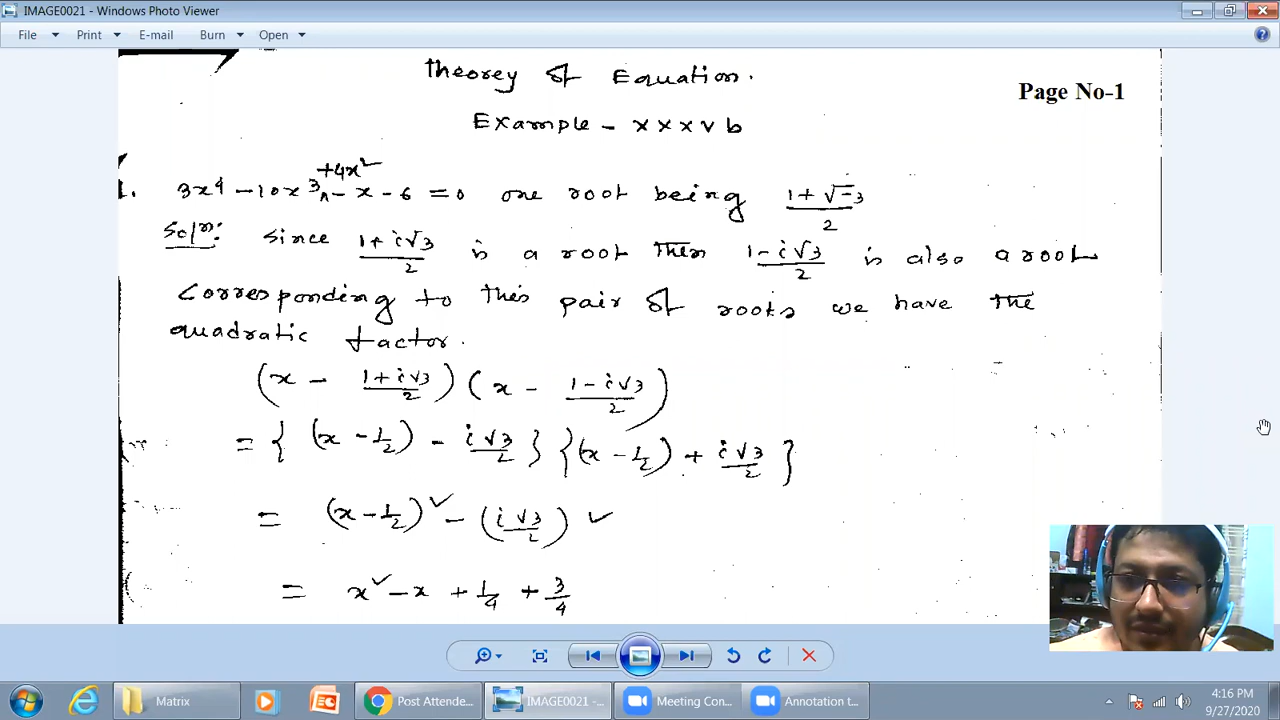 IMAGE0021 - Windows Photo Viewer
File Print E-mail Burn Open
Theorey of Equation.
Page No-1
Example - x x x v b
1. 3x⁴ - 10x³ +4x² - x - 6 = 0 one root being (1+√-3)/2
Solⁿ: Since (1+i√3)/2 is a root Then (1-i√3)/2 is also a root
Corresponding to this pair of roots we have the
quadratic factor.
(x - (1+i√3)/2) (x - (1-i√3)/2)
= {(x - 1/2) - i√3/2} {(x - 1/2) + i√3/2}
= (x - 1/2)² - (i√3/2)²
= x² - x + 1/4 + 3/4
Matrix
Post Attende...
IMAGE0021 -...
Meeting Con...
Annotation t...
4:16 PM
9/27/2020